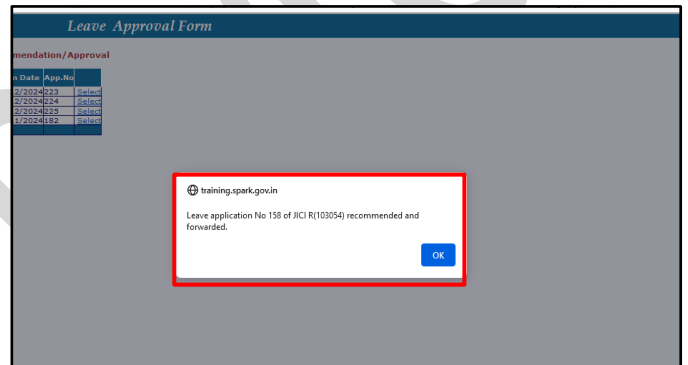 Leave Approval Form
mendation/Approval
n Date App.No
2/2024 223 Select
2/2024 224 Select
2/2024 225 Select
1/2024 182 Select
training.spark.gov.in
Leave application No 158 of JICI R(103054) recommended and
forwarded.
OK